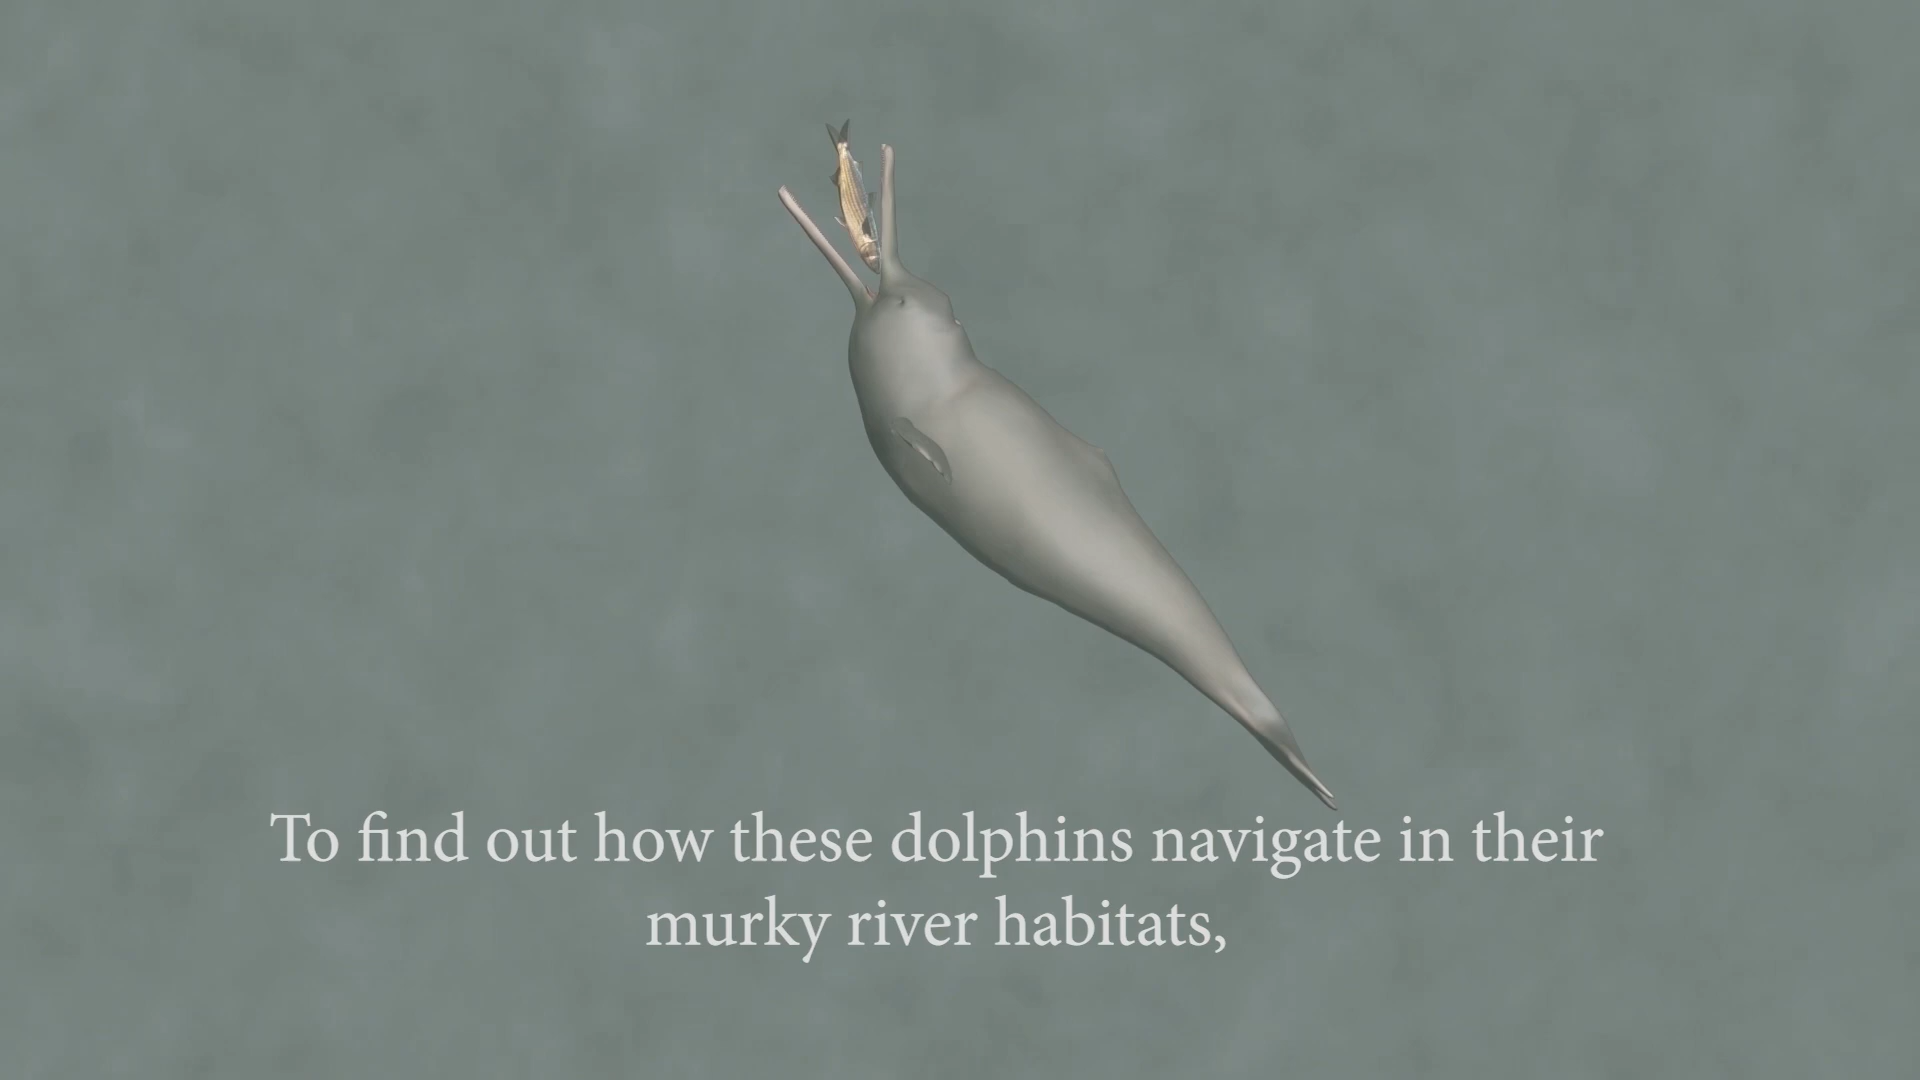 To find out how these dolphins navigate in their
murky river habitats,